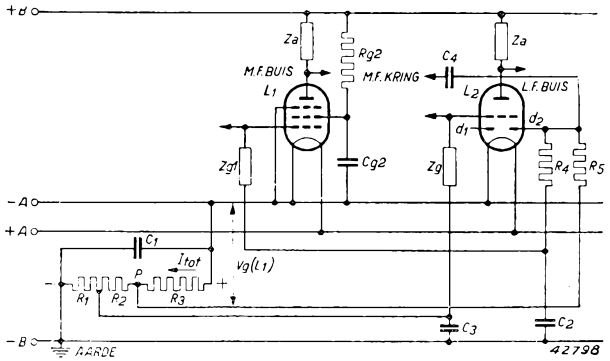 +B
Za
Rg2
C4
Za
M.F. BUIS
M.F. KRING
L.F. BUIS
L1
L2
d1
d2
Zg1
Cg2
Zg
R4
R5
-A
+A
C1
Itot
Vg(L1)
- P +
R1 R2 R3
C3
C2
-B
AARDE
42798